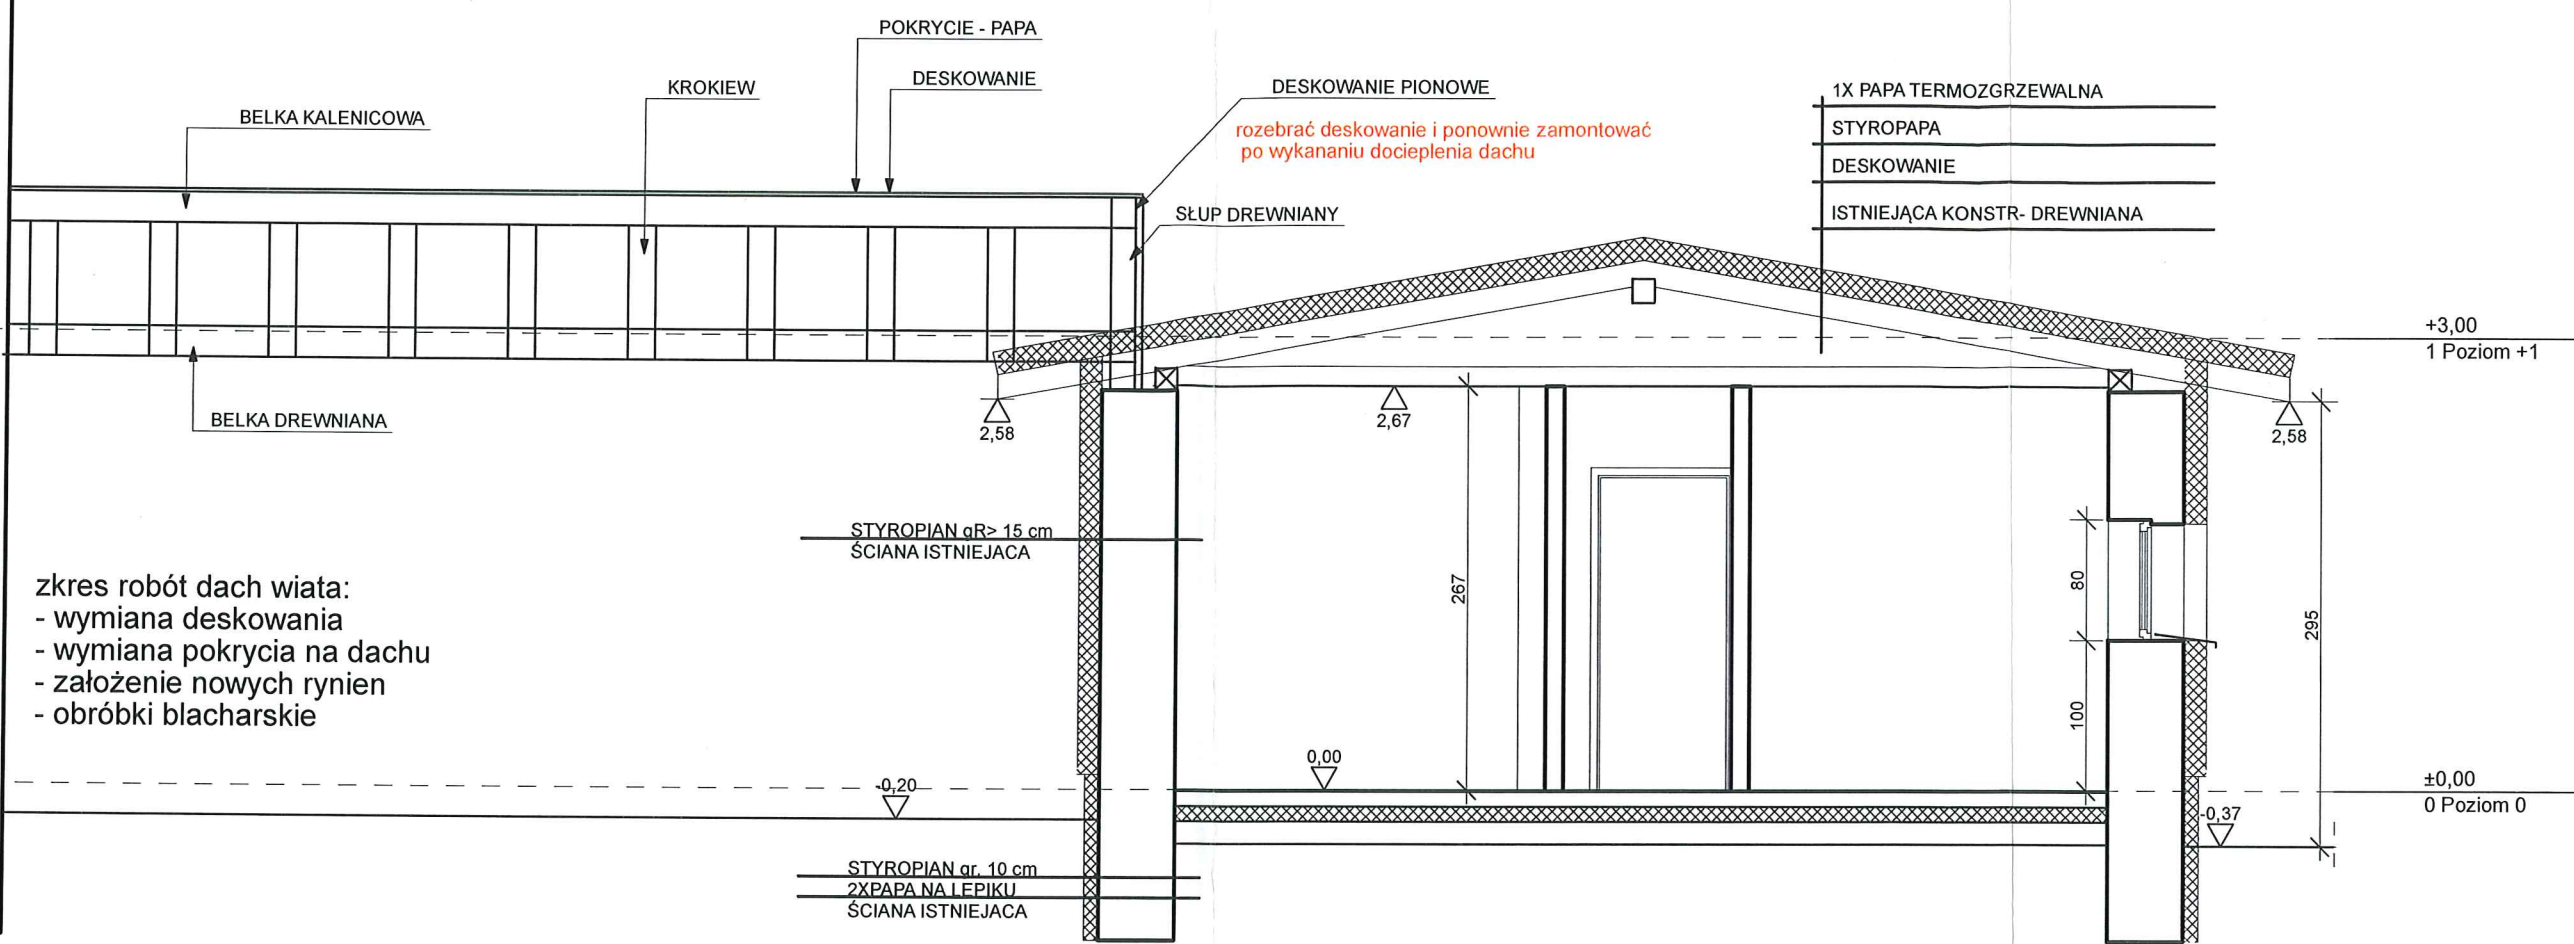 POKRYCIE - PAPA
DESKOWANIE
KROKIEW
BELKA KALENICOWA
DESKOWANIE PIONOWE
rozebrać deskowanie i ponownie zamontować
po wykananiu docieplenia dachu
SŁUP DREWNIANY
1X PAPA TERMOZGRZEWALNA
STYROPAPA
DESKOWANIE
ISTNIEJĄCA KONSTR- DREWNIANA
+3,00
1 Poziom +1
BELKA DREWNIANA
2,58
2,67
2,58
STYROPIAN gR> 15 cm
ŚCIANA ISTNIEJACA
267
80
295
100
zkres robót dach wiata:
- wymiana deskowania
- wymiana pokrycia na dachu
- założenie nowych rynien
- obróbki blacharskie
-0,20
0,00
±0,00
0 Poziom 0
-0,37
STYROPIAN gr. 10 cm
2XPAPA NA LEPIKU
ŚCIANA ISTNIEJACA